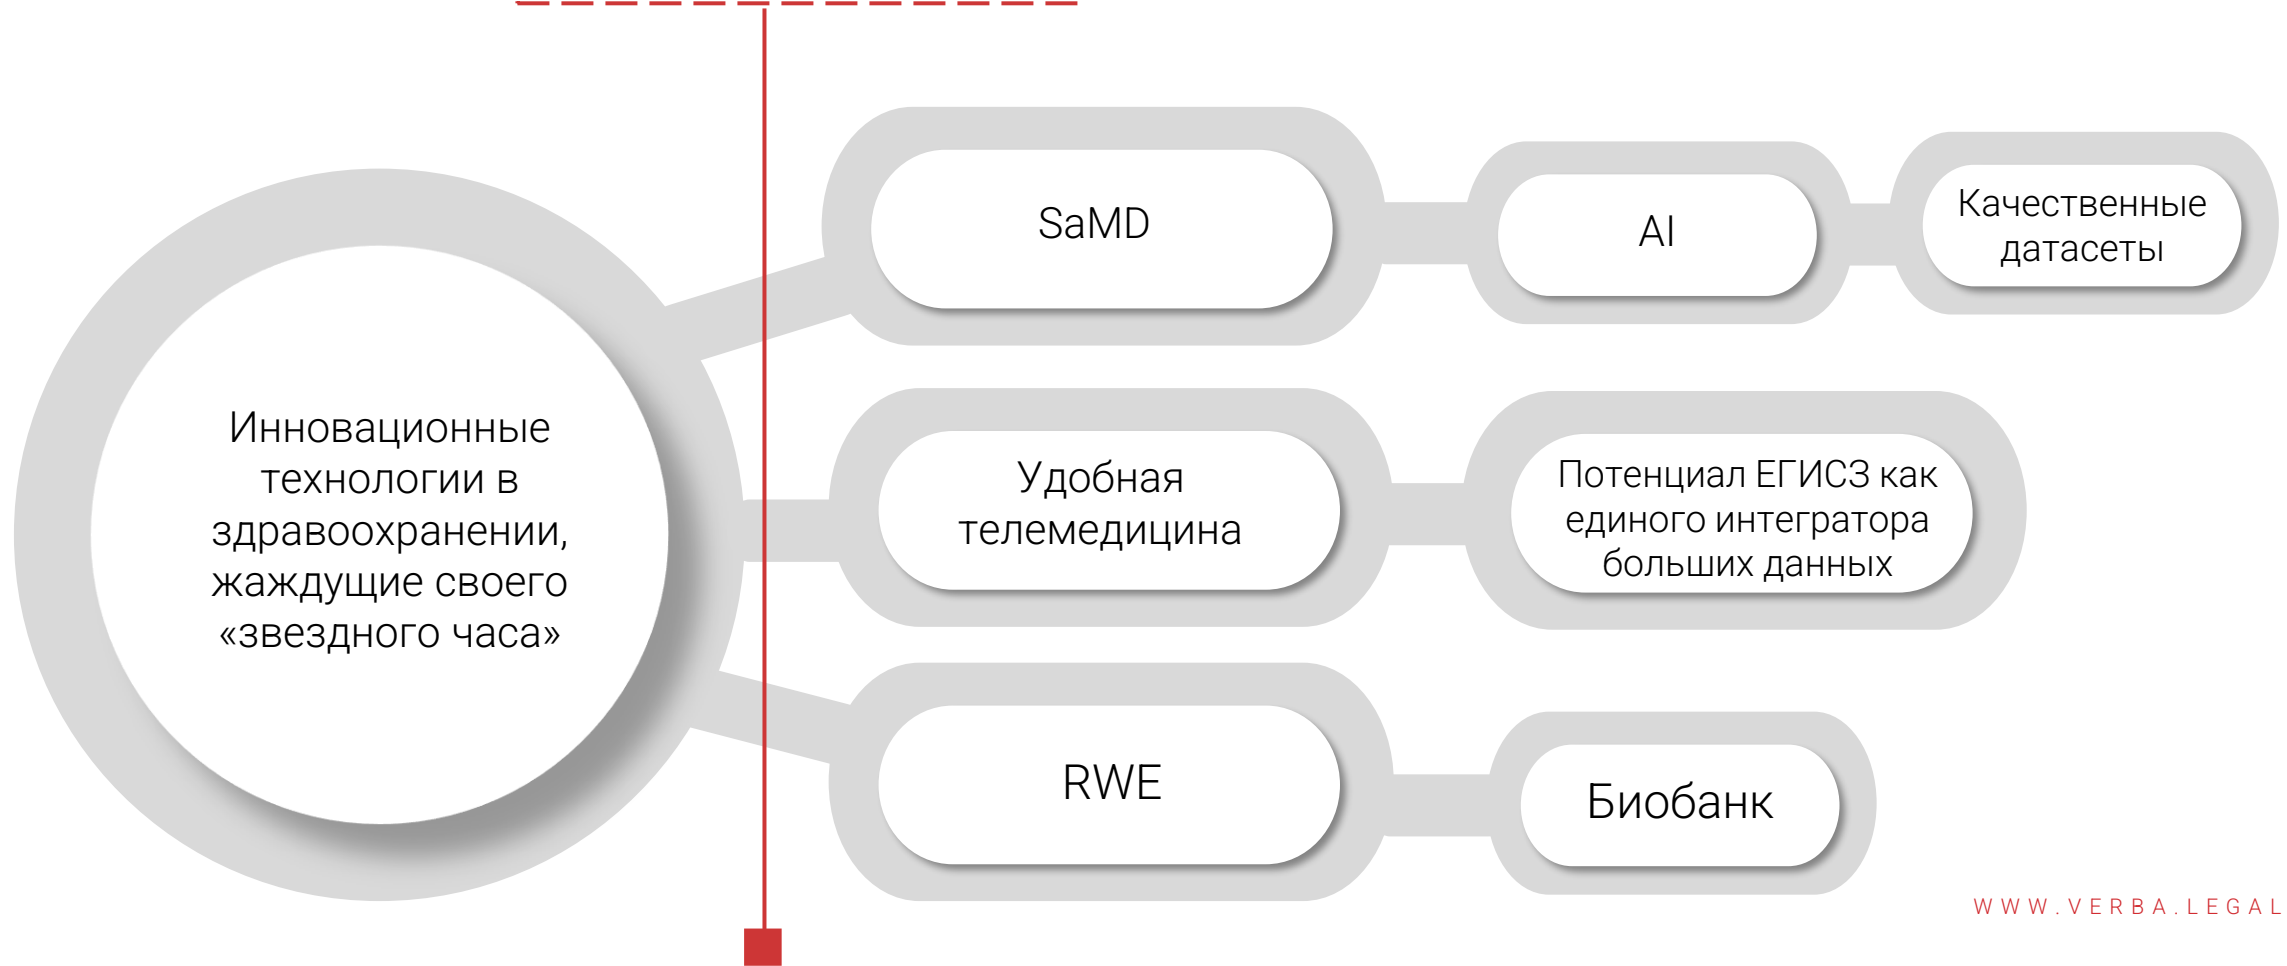 Инновационные
технологии в
здравоохранении,
жаждущие своего
«звездного часа»
SaMD
AI
Качественные
датасеты
Удобная
телемедицина
Потенциал ЕГИСЗ как
единого интегратора
больших данных
RWE
Биобанк
WWW.VERBA.LEGAL